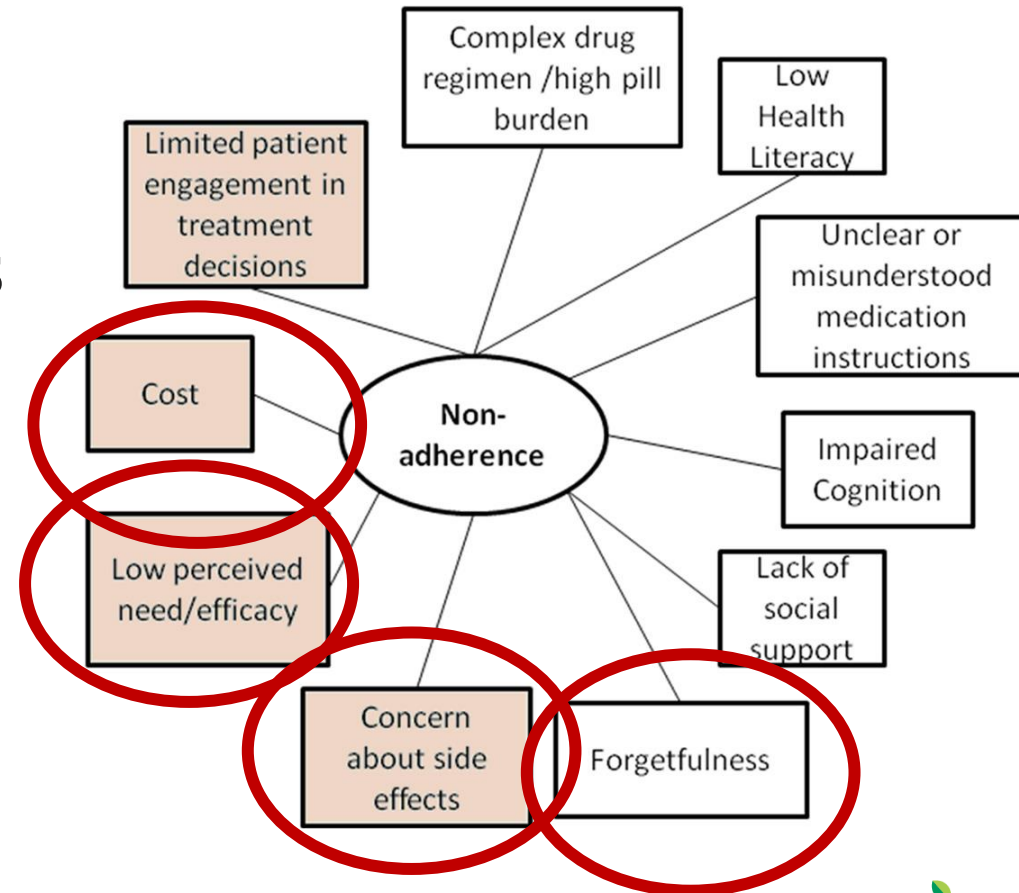 Complex drug
regimen /high pill
burden
Low
Health
Literacy
Limited patient
engagement in
treatment
decisions
Unclear or
misunderstood
medication
instructions
s
Cost
Non-
adherence
Impaired
Cognition
Low perceived
need/efficacy
Lack of
social
support
Concern
about side
effects
Forgetfulness